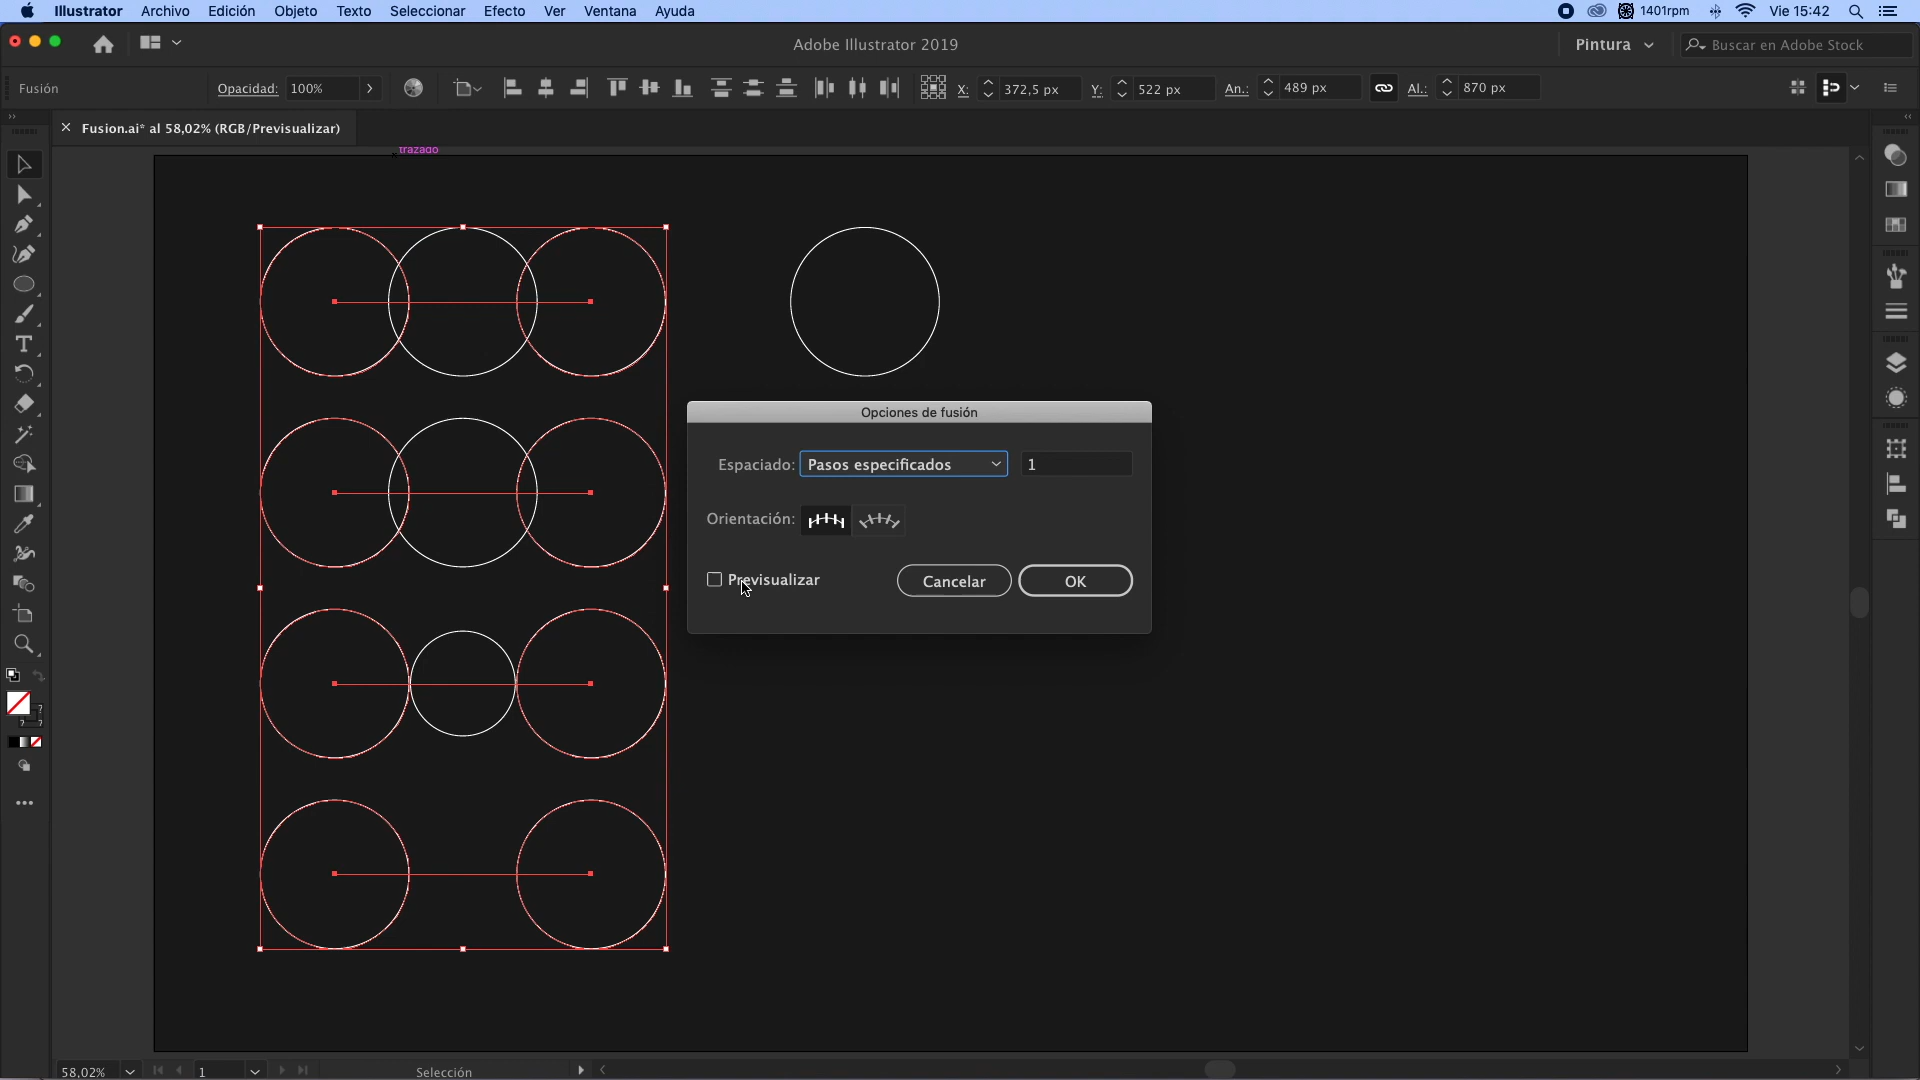 Illustrator Archivo Edición Objeto Texto Seleccionar Efecto Ver Ventana Ayuda 1401rpm Vie 15:42
Adobe Illustrator 2019 Pintura Buscar en Adobe Stock
Fusión Opacidad: 100% X: 372,5 px Y: 522 px An.: 489 px Al.: 870 px
Fusion.ai* al 58,02% (RGB/Previsualizar)
trazado
Opciones de fusión
Espaciado: Pasos especificados 1
Orientación:
Previsualizar Cancelar OK
58,02% 1 Selección